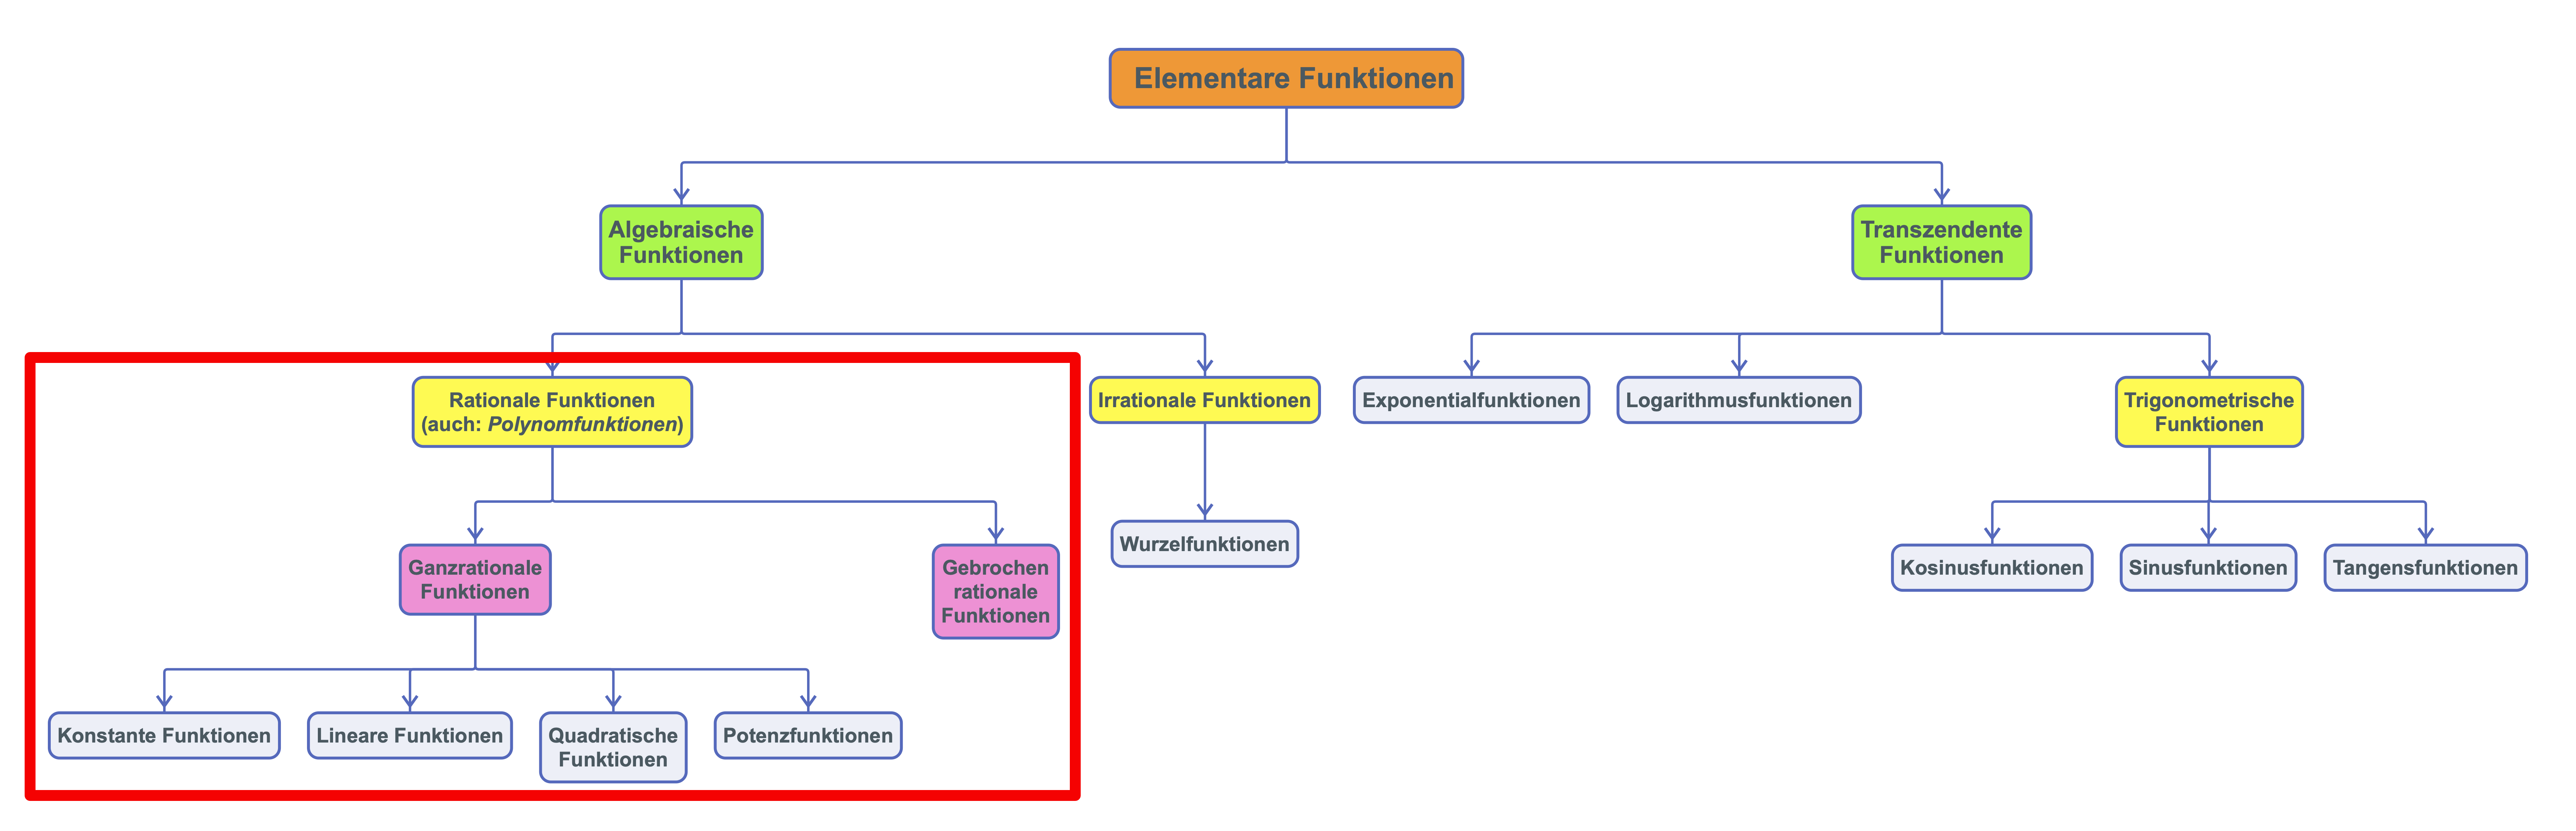 Elementare Funktionen
Algebraische
Funktionen
Transzendente
Funktionen
Rationale Funktionen
(auch: Polynomfunktionen)
Irrationale Funktionen
Exponentialfunktionen
Logarithmusfunktionen
Trigonometrische
Funktionen
Ganzrationale
Funktionen
Gebrochen
rationale
Funktionen
Wurzelfunktionen
Kosinusfunktionen
Sinusfunktionen
Tangensfunktionen
Konstante Funktionen
Lineare Funktionen
Quadratische
Funktionen
Potenzfunktionen